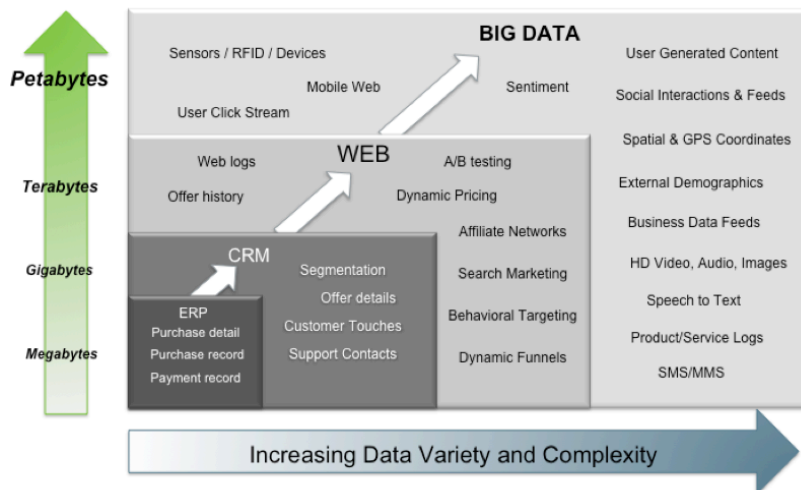 BIG DATA
Sensors / RFID / Devices
User Generated Content
Petabytes
Mobile Web
Sentiment
Social Interactions & Feeds
User Click Stream
Spatial & GPS Coordinates
WEB
Web logs
A/B testing
Terabytes
External Demographics
Offer history
Dynamic Pricing
Business Data Feeds
Affiliate Networks
CRM
Gigabytes
Segmentation
Search Marketing
HD Video, Audio, Images
Offer details
Speech to Text
ERP
Behavioral Targeting
Customer Touches
Purchase detail
Product/Service Logs
Megabytes
Purchase record
Support Contacts
Dynamic Funnels
SMS/MMS
Payment record
Increasing Data Variety and Complexity